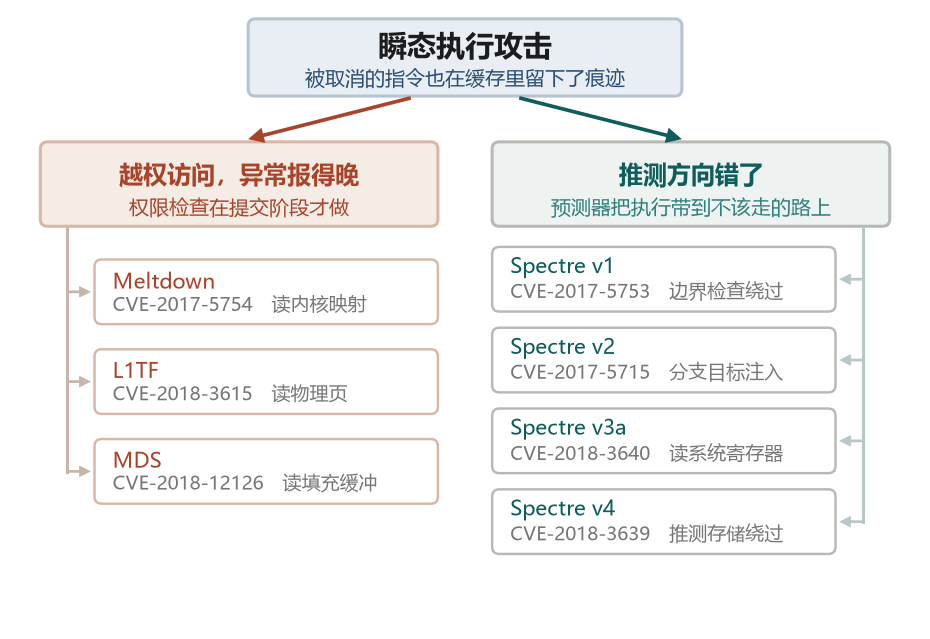 瞬态执行攻击
被取消的指令也在缓存里留下了痕迹
越权访问，异常报得晚
权限检查在提交阶段才做
Meltdown
CVE-2017-5754 读内核映射
L1TF
CVE-2018-3615 读物理页
MDS
CVE-2018-12126 读填充缓冲
推测方向错了
预测器把执行带到不该走的路上
Spectre v1
CVE-2017-5753 边界检查绕过
Spectre v2
CVE-2017-5715 分支目标注入
Spectre v3a
CVE-2018-3640 读系统寄存器
Spectre v4
CVE-2018-3639 推测存储绕过